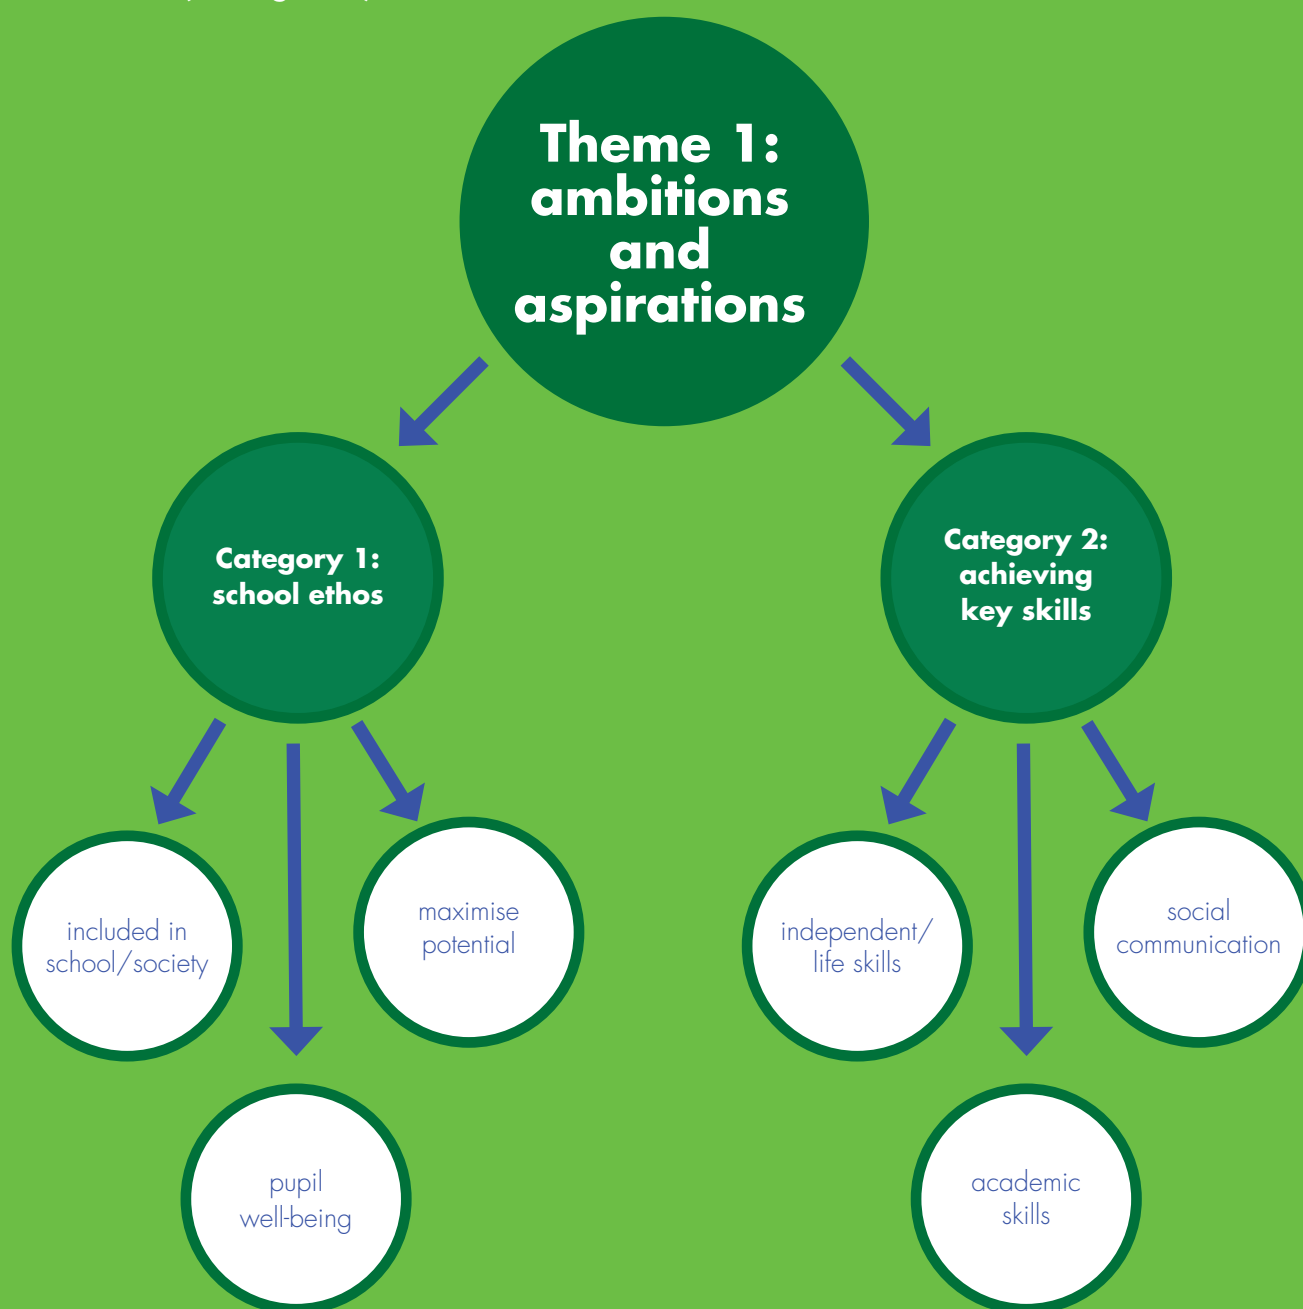 Theme 1:
ambitions
and
aspirations
Category 1:
school ethos
Category 2:
achieving
key skills
included in
school/society
maximise
potential
pupil
well-being
independent/
life skills
social
communication
academic
skills